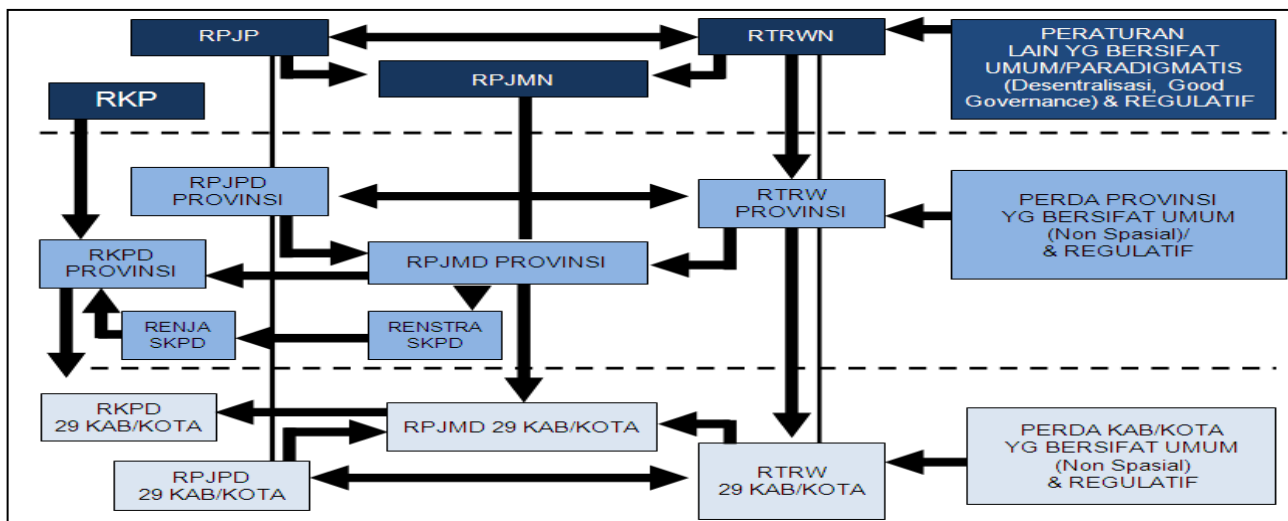 RPJP
RTRWN
PERATURAN
LAIN YG BERSIFAT
UMUM/PARADIGMATIS
(Desentralisasi, Good
Governance) & REGULATIF
RPJMN
RKP
RPJPD
PROVINSI
RTRW
PROVINSI
PERDA PROVINSI
YG BERSIFAT UMUM
(Non Spasial)/
& REGULATIF
RKPD
PROVINSI
RPJMD PROVINSI
RENJA
SKPD
RENSTRA
SKPD
RKPD
29 KAB/KOTA
RPJMD 29 KAB/KOTA
PERDA KAB/KOTA
YG BERSIFAT UMUM
(Non Spasial)
& REGULATIF
RPJPD
29 KAB/KOTA
RTRW
29 KAB/KOTA